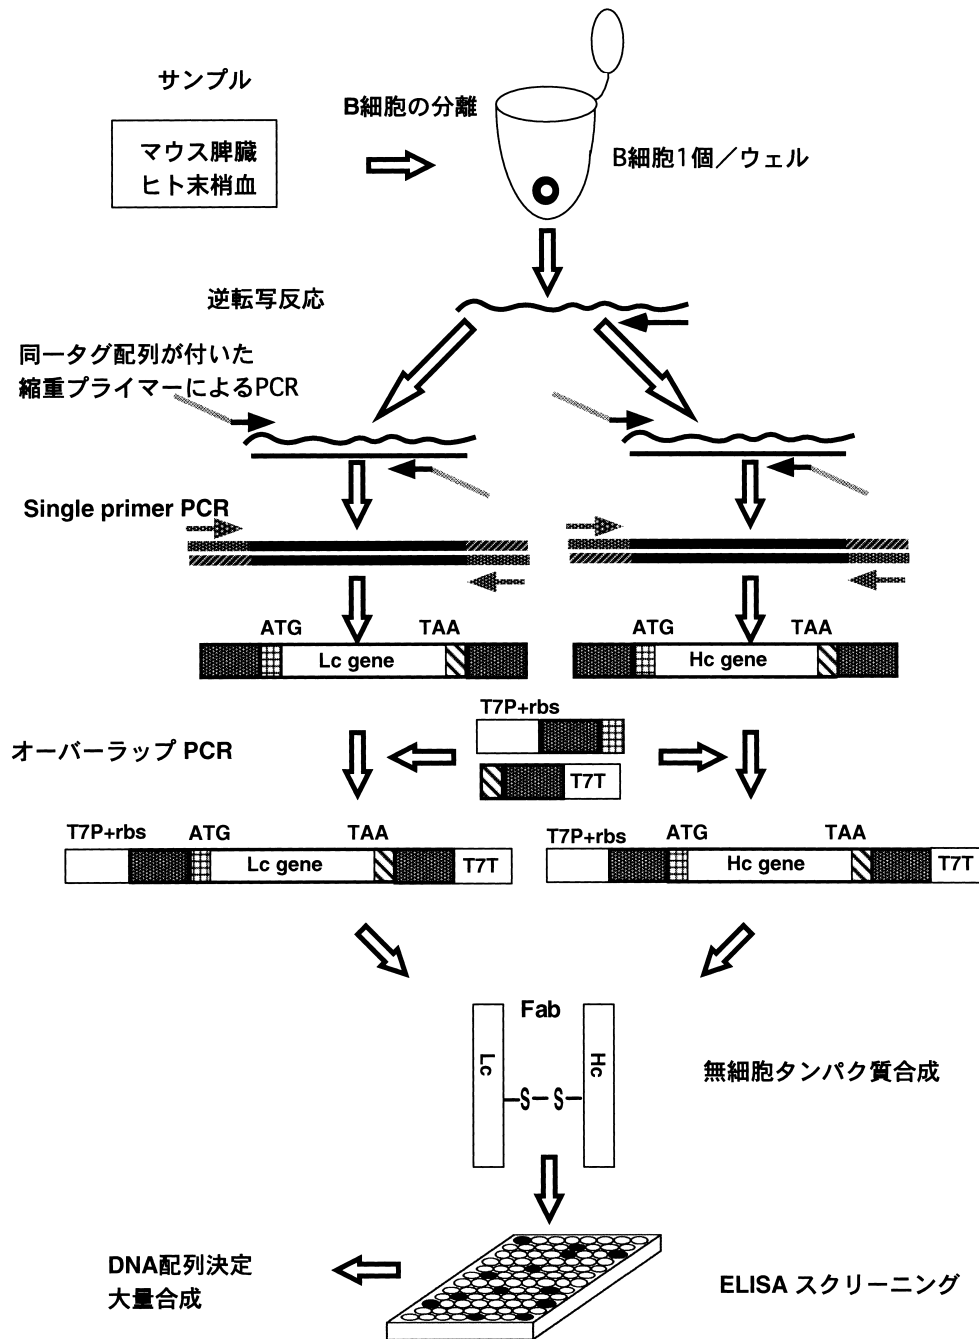 サンプル
マウス脾臓
ヒト末梢血
B細胞の分離
B細胞1個／ウェル
逆転写反応
同一タグ配列が付いた
縮重プライマーによるPCR
Single primer PCR
ATG
TAA
Lc gene
ATG
TAA
Hc gene
オーバーラップ PCR
T7P+rbs
T7T
T7P+rbs
ATG
TAA
Lc gene
T7T
T7P+rbs
ATG
TAA
Hc gene
T7T
Fab
Lc
S
S
Hc
無細胞タンパク質合成
DNA配列決定
大量合成
ELISA スクリーニング